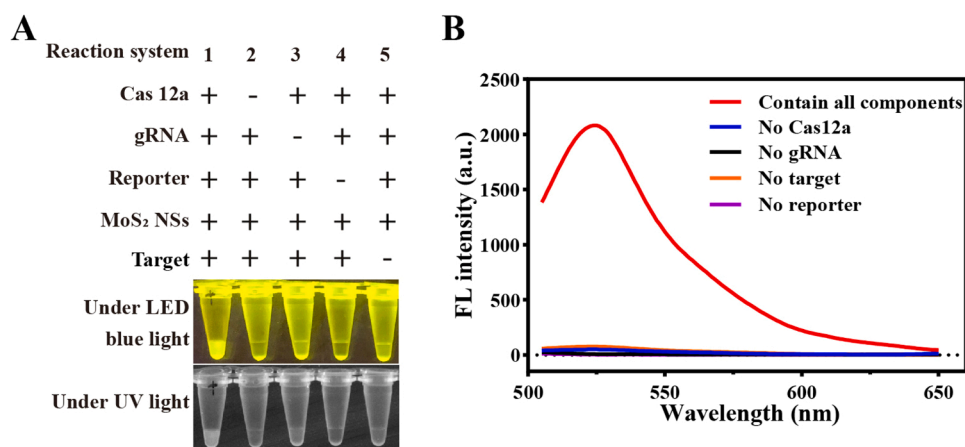 A
Reaction system 1 2 3 4 5
Cas 12a + - + + +
gRNA + + - + +
Reporter + + + - +
MoS₂ NSs + + + + +
Target + + + + -
Under LED
blue light
Under UV light
B
2500
2000
1500
1000
500
0
FL intensity (a.u.)
Contain all components
No Cas12a
No gRNA
No target
No reporter
500 550 600 650
Wavelength (nm)